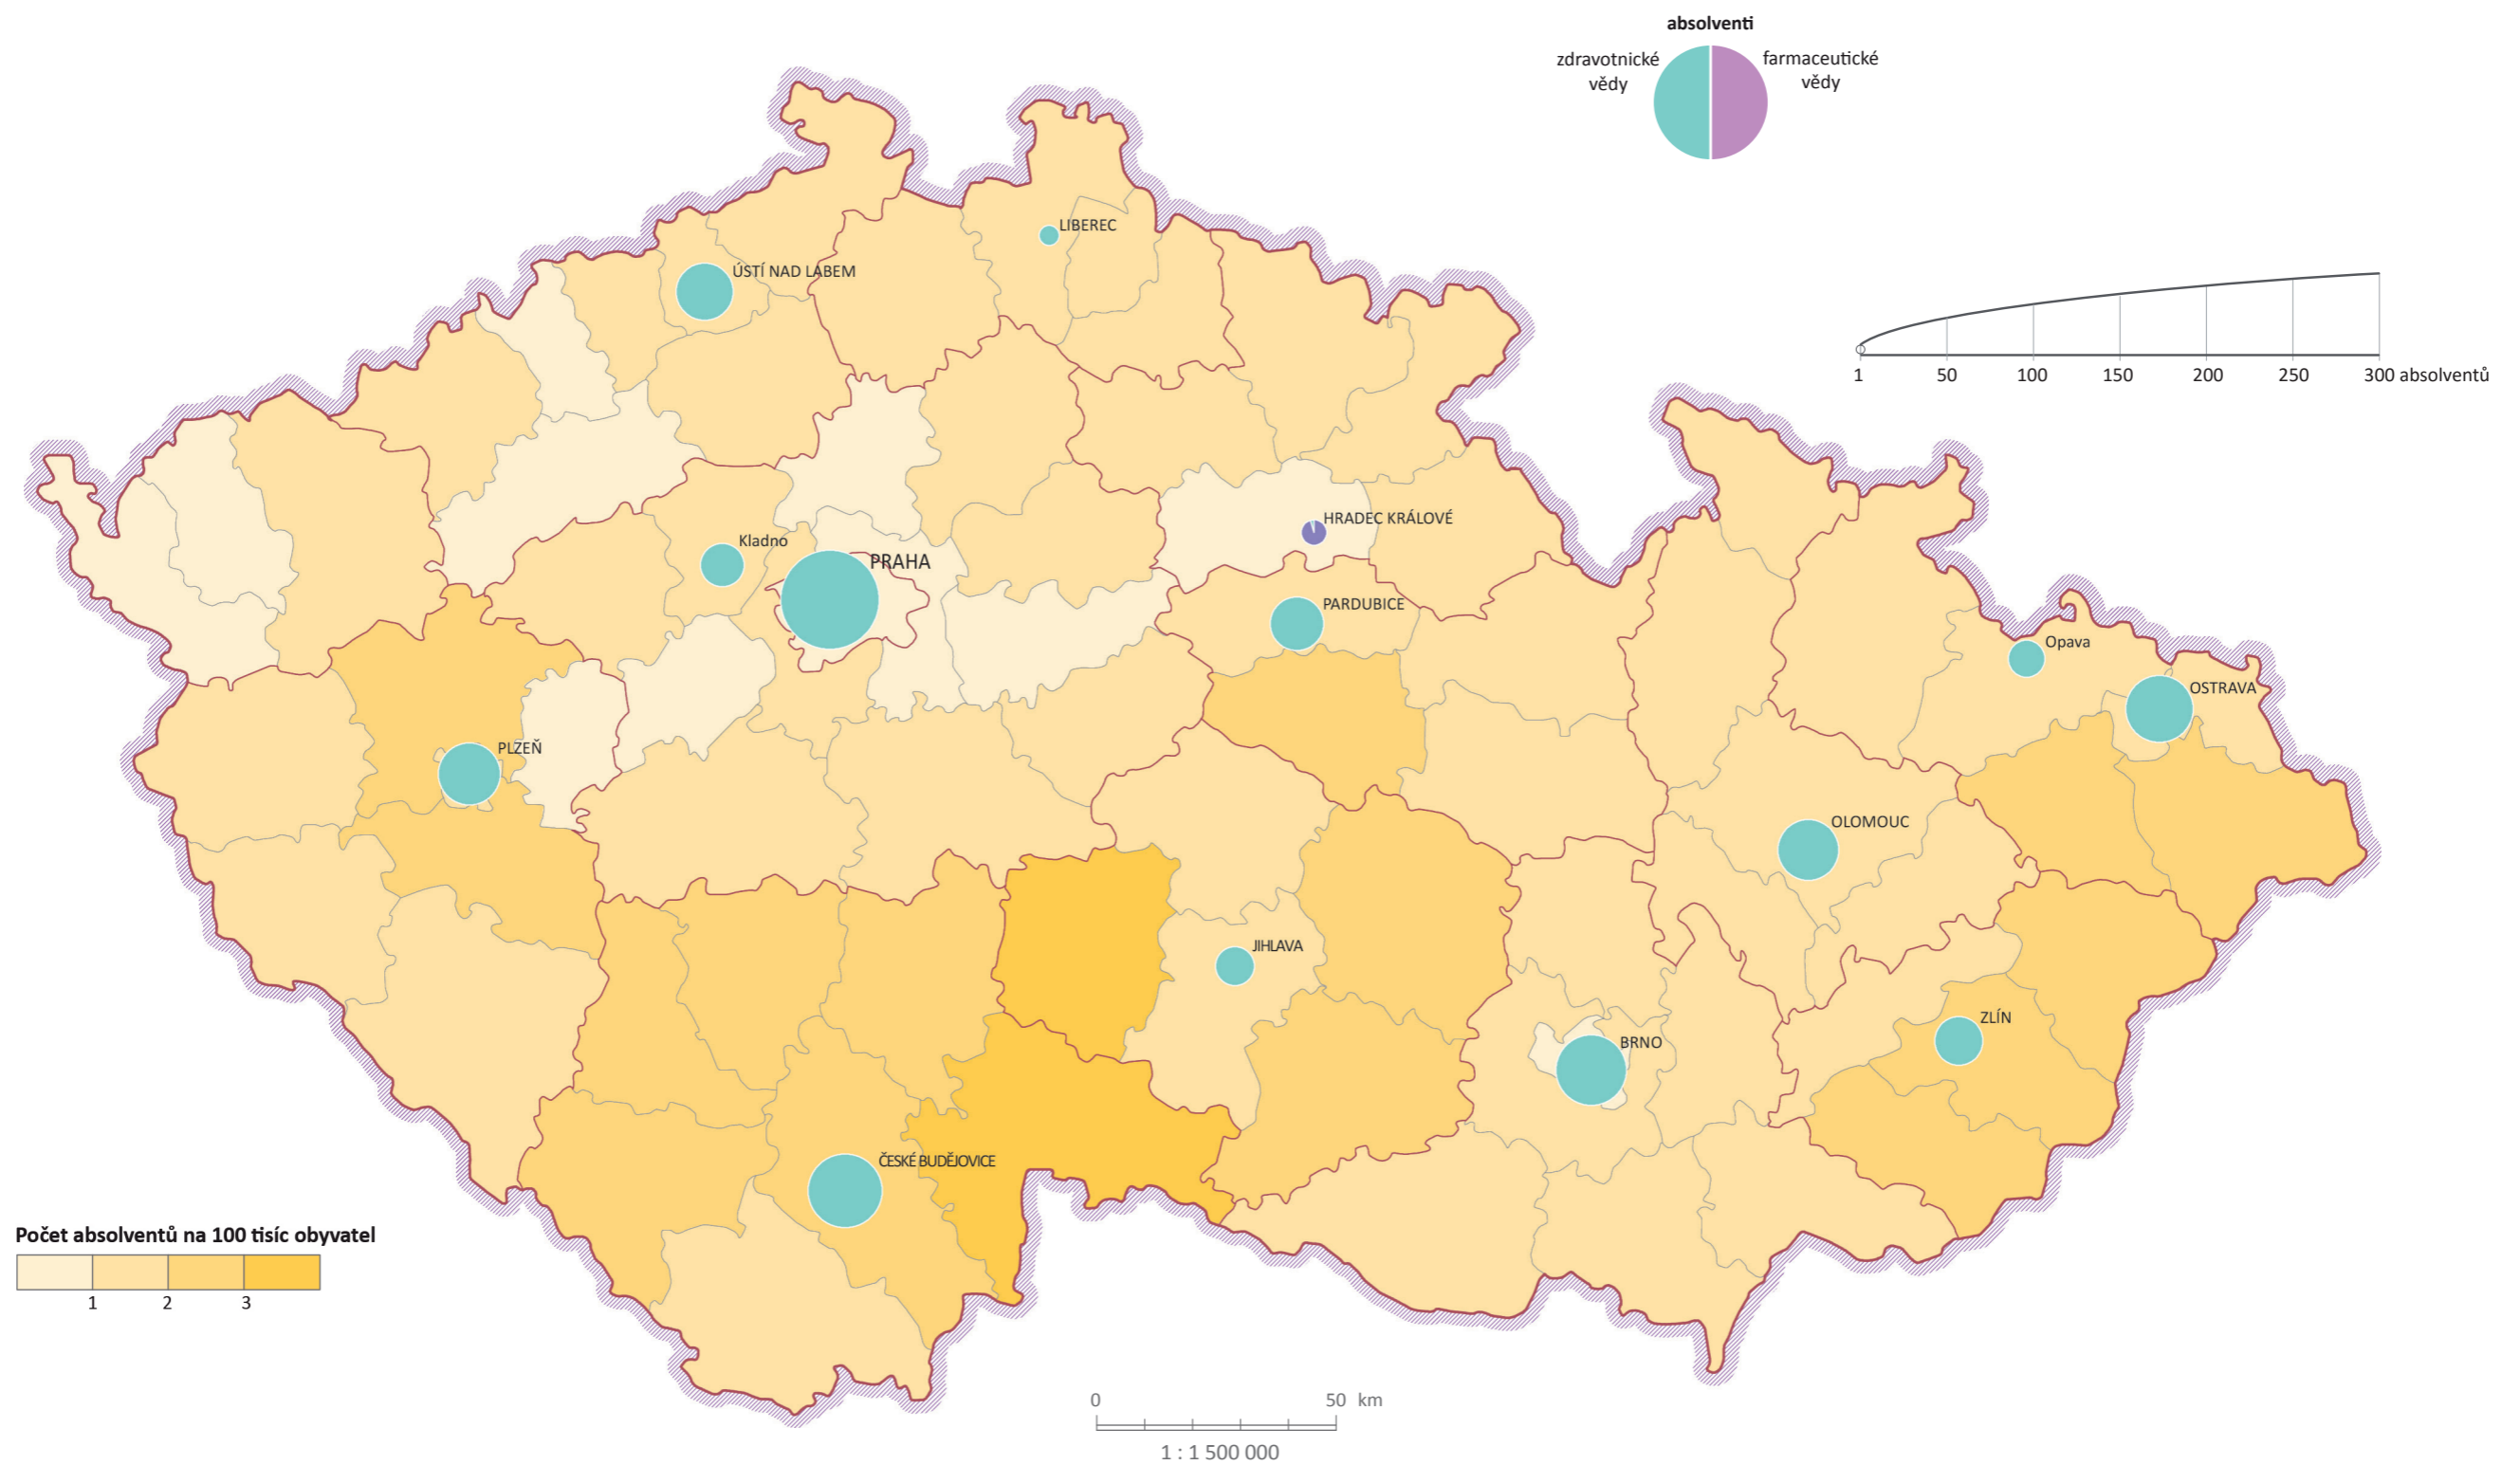 absolventi
zdravotnické
vědy
farmaceutické
vědy
LIBEREC
ÚSTÍ NAD LABEM
1 50 100 150 200 250 300 absolventů
HRADEC KRÁLOVÉ
Kladno
PRAHA
PARDUBICE
Opava
OSTRAVA
PLZEŇ
OLOMOUC
JIHLAVA
ZLÍN
BRNO
ČESKÉ BUDĚJOVICE
Počet absolventů na 100 tisíc obyvatel
1 2 3
0 50 km
1 : 1 500 000